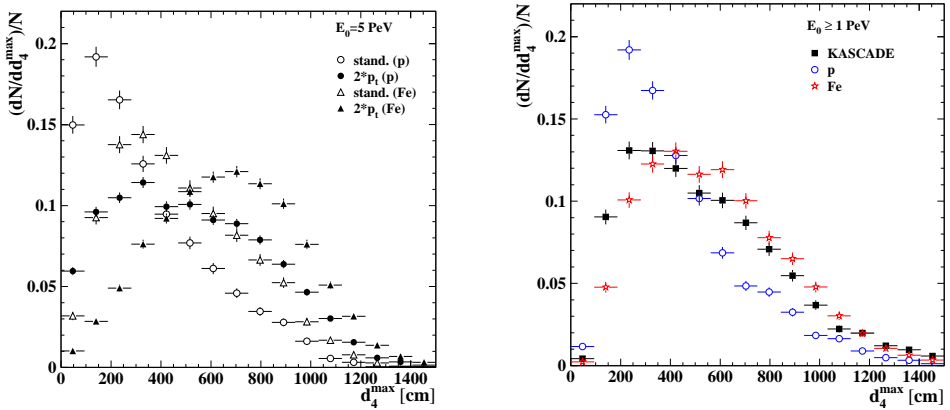 (dN/dd₄ᵐᵃˣ)/N
E₀=5 PeV
stand. (p)
2*pₜ (p)
stand. (Fe)
2*pₜ (Fe)
0.2
0.15
0.1
0.05
0
0 200 400 600 800 1000 1200 1400
d₄ᵐᵃˣ [cm]
(dN/dd₄ᵐᵃˣ)/N
E₀ ≥ 1 PeV
KASCADE
p
Fe
0.2
0.15
0.1
0.05
0
0 200 400 600 800 1000 1200 1400
d₄ᵐᵃˣ [cm]